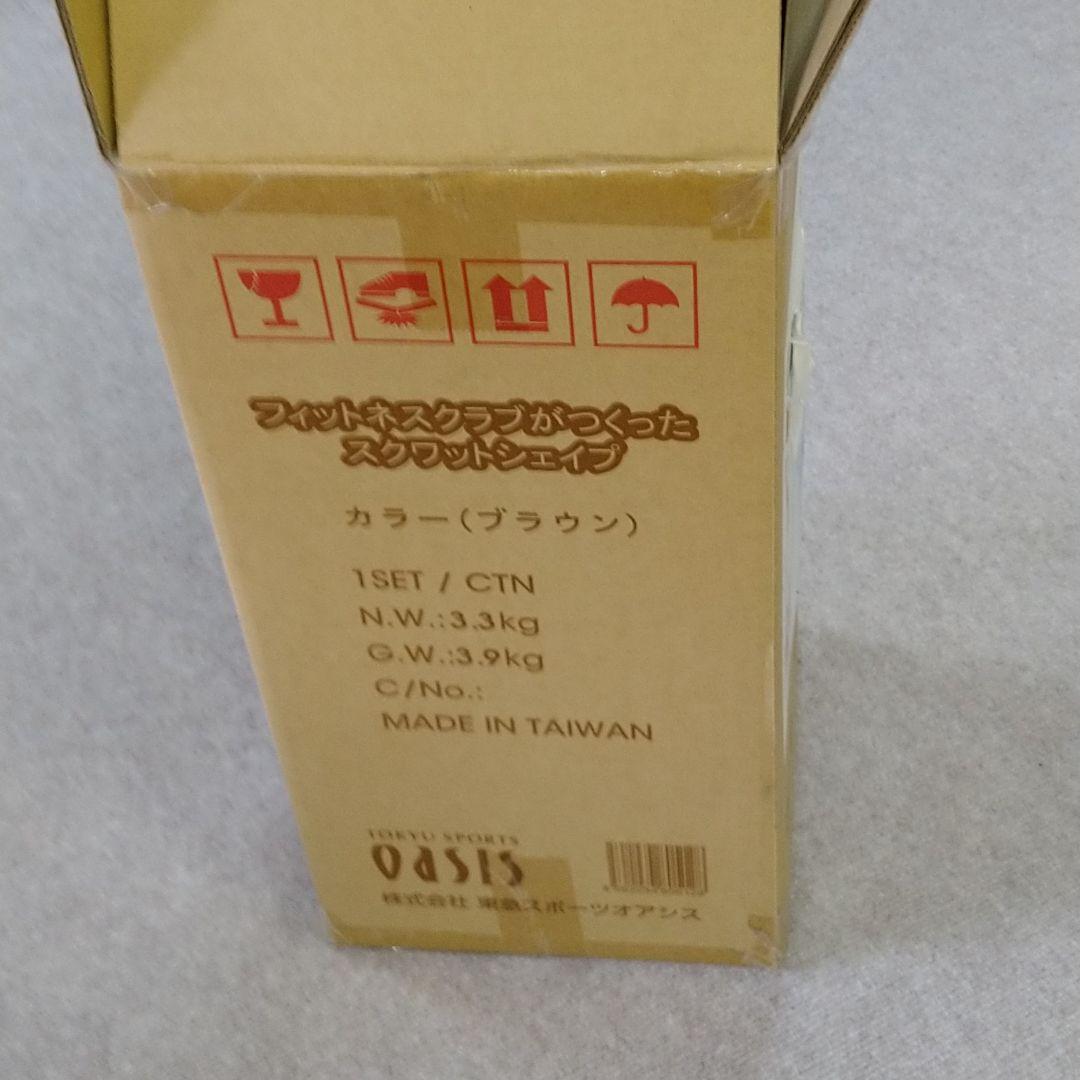 フィットネスクラブがつくった
スクワットシェイプ
カラー(ブラウン)
1SET / CTN
N.W.:3.3kg
G.W.:3.9kg
C/No.:
MADE IN TAIWAN
TOKYU SPORTS
OASIS
株式会社 東急スポーツオアシス